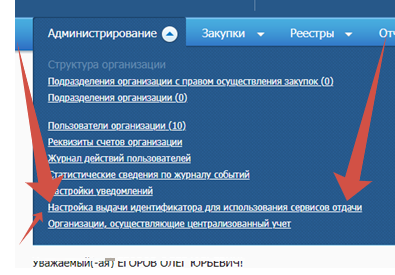 Администрирование Закупки Реестры От
Структура организации
Подразделения организации с правом осуществления закупок (0)
Подразделения организации (0)
Пользователи организации (10)
Реквизиты счетов организации
Журнал действий пользователей
Статистические сведения по журналу событий
Настройки уведомлений
Настройка выдачи идентификатора для использования сервисов отдачи
Организации, осуществляющие централизованный учет
Уважаемый(-ая) ЕГОРОВ ОЛЕГ ЮРЬЕВИЧ!